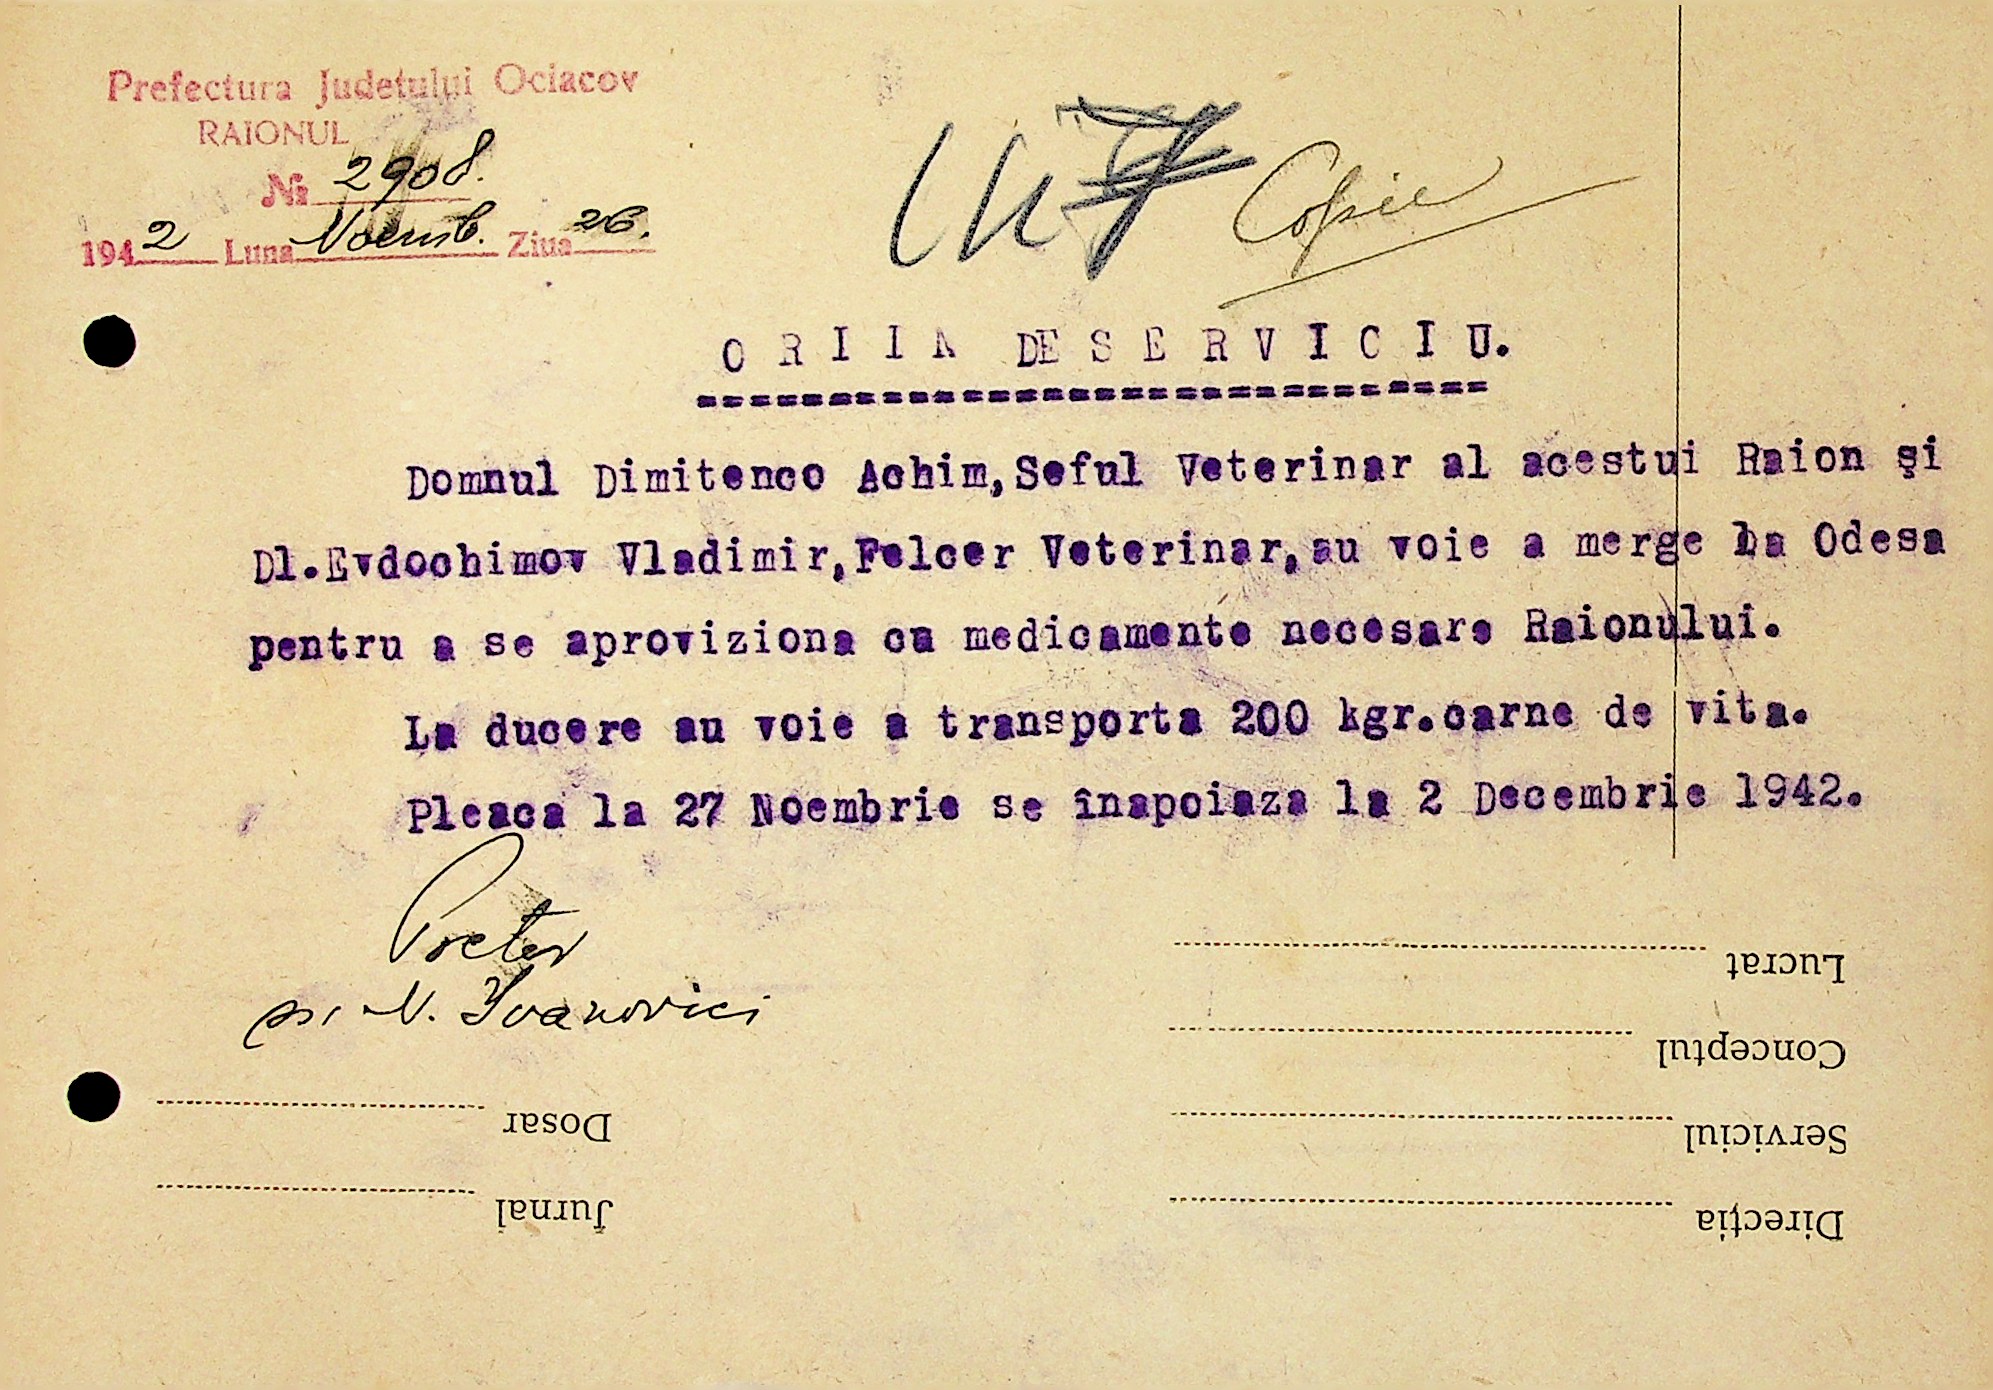 Prefectura Judetului Ociacov
RAIONUL
№ 2908.
1942 Luna Noemb. Ziua 26.
Copie
DE SERVICIU.
Domnul Dimitenco Achim, Seful Veterinar al acestui Raion şi
Dl. Evdochimov Vladimir, Felcer Veterinar, au voie a merge la Odesa
pentru a se aproviziona cu medicamente necesare Raionului.
La ducere au voie a transporta 200 kgr. carne de vita.
Pleaca la 27 Noembrie se înapoiaza la 2 Decembrie 1942.
Pretor
ss. N. Ivanovici
Lucrat
Conceptul
Dosar
Serviciul
Jurnal
Direcţia